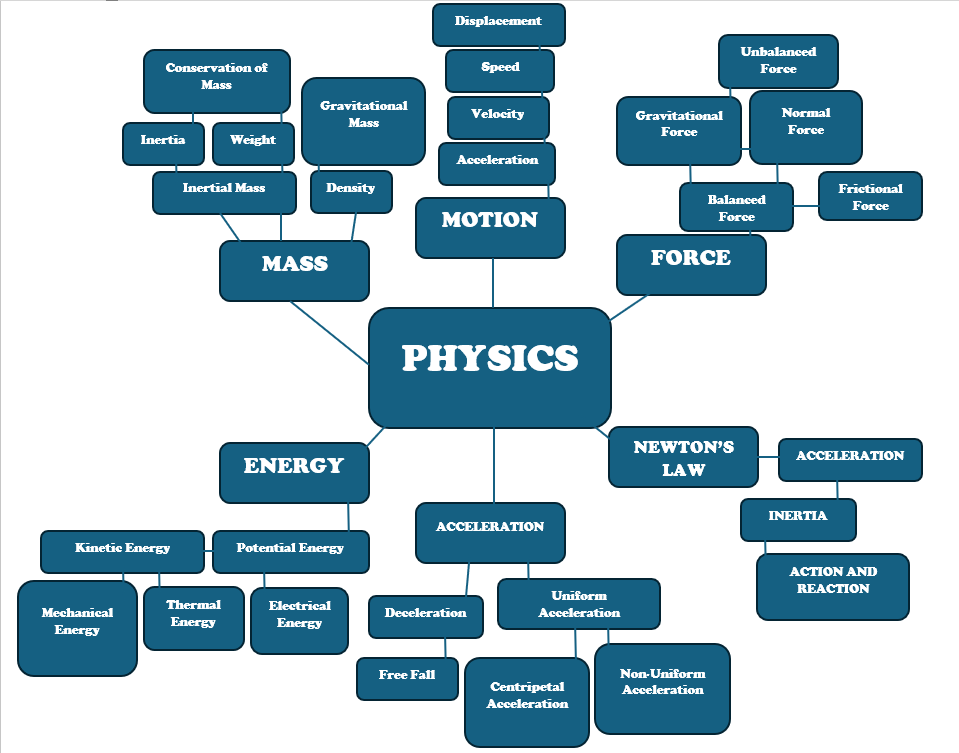 Displacement
Speed
Velocity
Acceleration
MOTION
Conservation of
Mass
Inertia
Weight
Inertial Mass
Gravitational
Mass
Density
MASS
Unbalanced
Force
Gravitational
Force
Normal
Force
Balanced
Force
Frictional
Force
FORCE
PHYSICS
ENERGY
Kinetic Energy
Potential Energy
Mechanical
Energy
Thermal
Energy
Electrical
Energy
ACCELERATION
Deceleration
Free Fall
Uniform
Acceleration
Centripetal
Acceleration
Non-Uniform
Acceleration
NEWTON’S
LAW
ACCELERATION
INERTIA
ACTION AND
REACTION